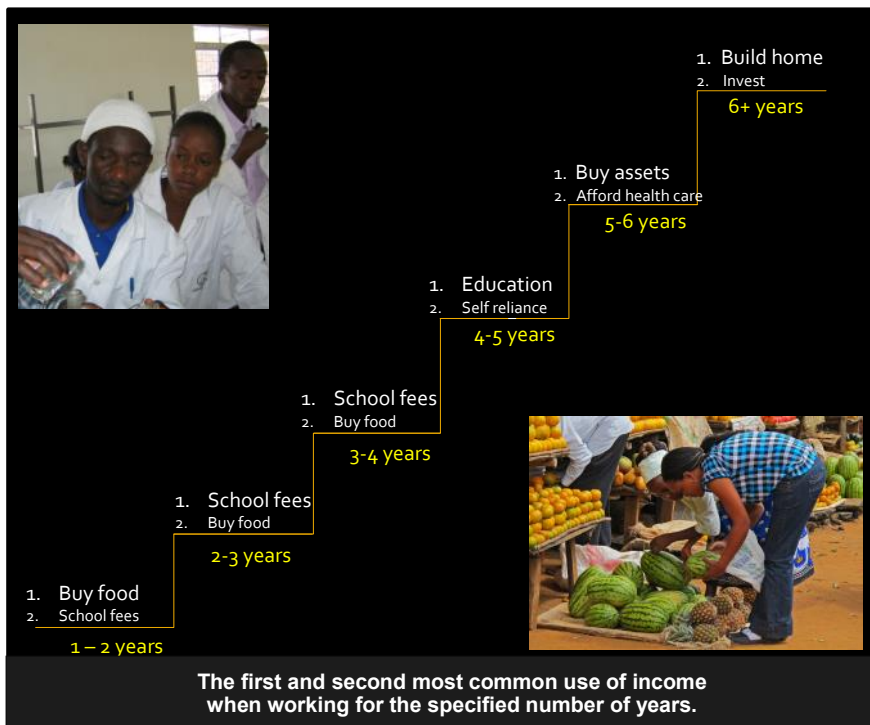 1. Build home
2. Invest
6+ years
1. Buy assets
2. Afford health care
5-6 years
1. Education
2. Self reliance
4-5 years
1. School fees
2. Buy food
3-4 years
1. School fees
2. Buy food
2-3 years
1. Buy food
2. School fees
1 – 2 years
The first and second most common use of income
when working for the specified number of years.